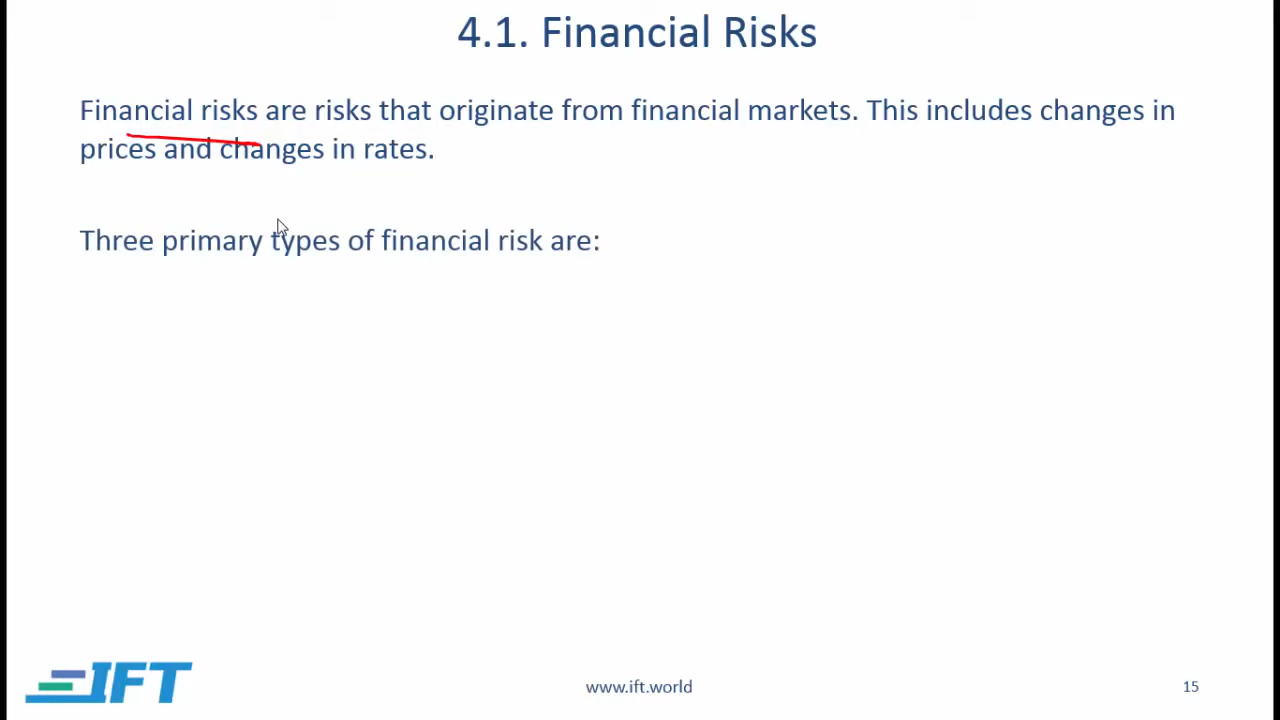 4.1. Financial Risks
Financial risks are risks that originate from financial markets. This includes changes in
prices and changes in rates.
Three primary types of financial risk are:
IFT
www.ift.world
15